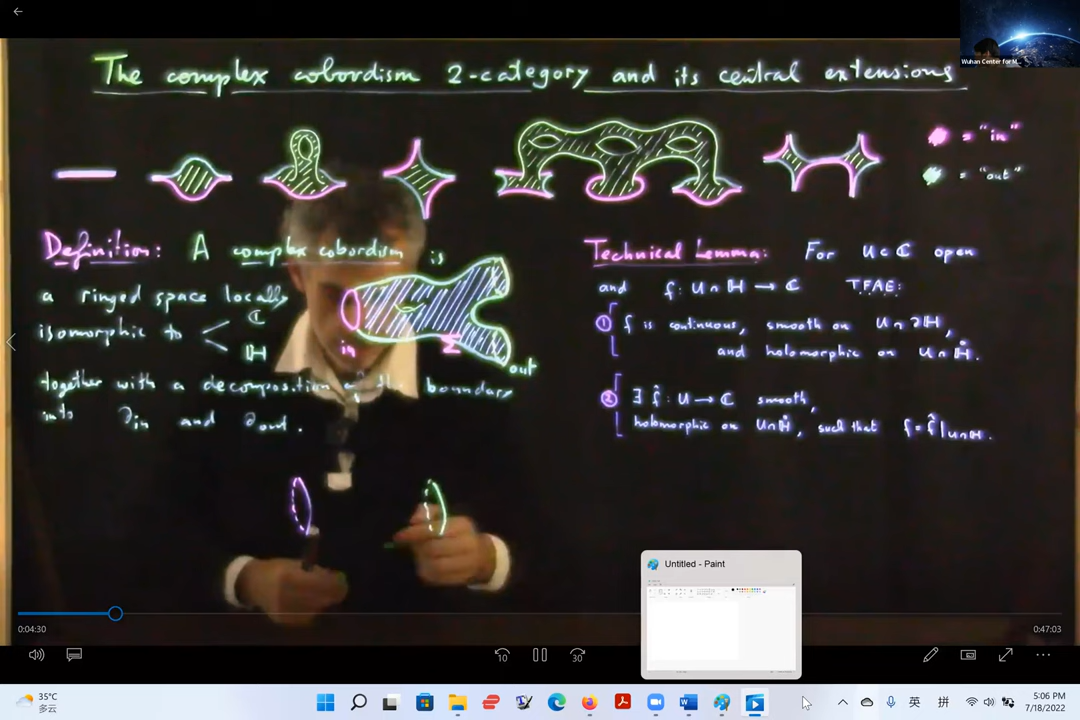 Wuhan Center for M...
The complex cobordism 2-category and its central extensions
= "in"
= "out"
Definition: A complex cobordism is
a ringed space locally
isomorphic to < ℂ
ℍ
in
Σ
out
together with a decomposition of the boundary
into ∂in and ∂out.
Technical Lemma: For U⊂ℂ open
and f: U∩ℍ → ℂ TFAE:
① f is continuous, smooth on U∩∂ℍ,
and holomorphic on U∩ℍ̊.
② ∃ f̂: U → ℂ smooth,
holomorphic on U∩ℍ̊, such that f=f̂|U∩ℍ.
Untitled - Paint
0:04:30
0:47:03
10
30
35°C
多云
英
拼
5:06 PM
7/18/2022